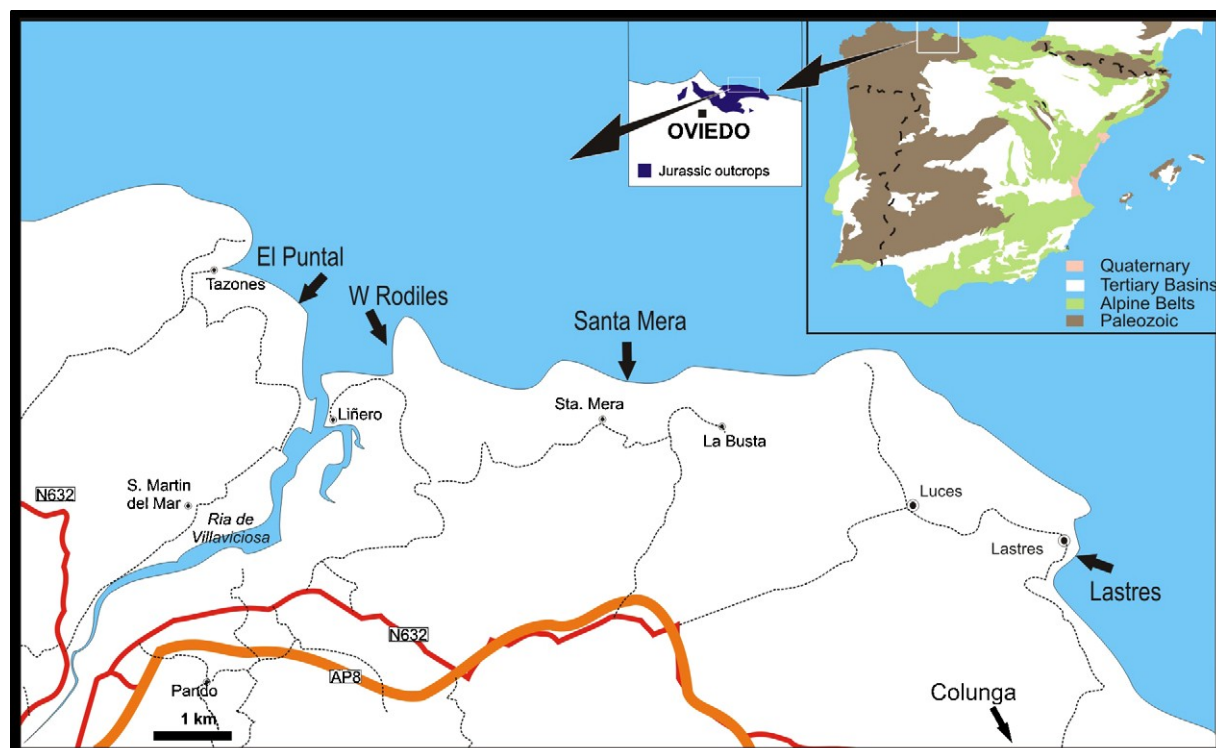 OVIEDO
Jurassic outcrops
Quaternary
Tertiary Basins
Alpine Belts
Paleozoic
El Puntal
Tazones
W Rodiles
Santa Mera
Liñero
Sta. Mera
La Busta
S. Martin
del Mar
N632
Ria de
Villaviciosa
Luces
Lastres
Lastres
N632
AP8
Pando
1 km
Colunga